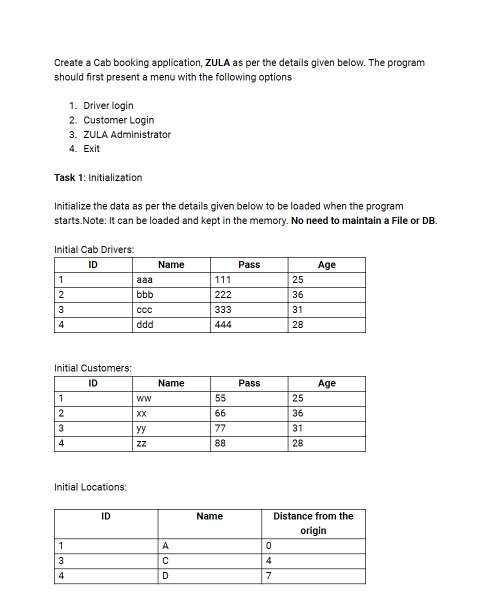 Create a Cab booking application, ZULA as per the details given below. The program
should first present a menu with the following options
1. Driver login
2. Customer Login
3. ZULA Administrator
4. Exit
Task 1: Initialization
Initialize the data as per the details given below to be loaded when the program
starts.Note: It can be loaded and kept in the memory. No need to maintain a File or DB.
Initial Cab Drivers:
ID Name Pass Age
1 aaa 111 25
2 bbb 222 36
3 ccc 333 31
4 ddd 444 28
Initial Customers:
ID Name Pass Age
1 ww 55 25
2 xx 66 36
3 yy 77 31
4 zz 88 28
Initial Locations:
ID Name Distance from the
origin
1 A 0
3 C 4
4 D 7